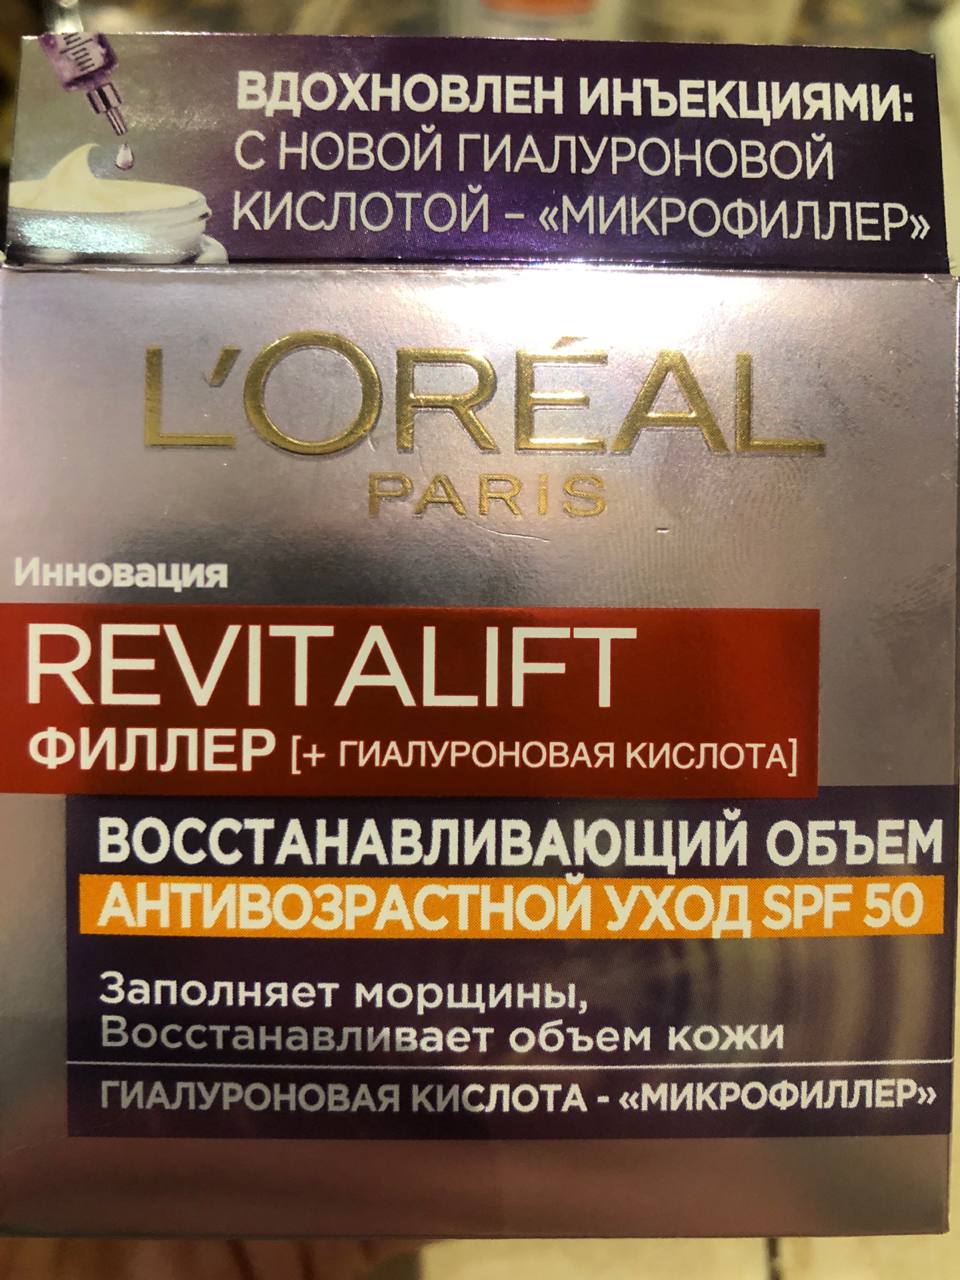 ВДОХНОВЛЕН ИНЪЕКЦИЯМИ:
С НОВОЙ ГИАЛУРОНОВОЙ
КИСЛОТОЙ – «МИКРОФИЛЛЕР»
L'ORÉAL
PARIS
Инновация
REVITALIFT
ФИЛЛЕР [+ ГИАЛУРОНОВАЯ КИСЛОТА]
ВОССТАНАВЛИВАЮЩИЙ ОБЪЕМ
АНТИВОЗРАСТНОЙ УХОД SPF 50
Заполняет морщины,
Восстанавливает объем кожи
ГИАЛУРОНОВАЯ КИСЛОТА - «МИКРОФИЛЛЕР»